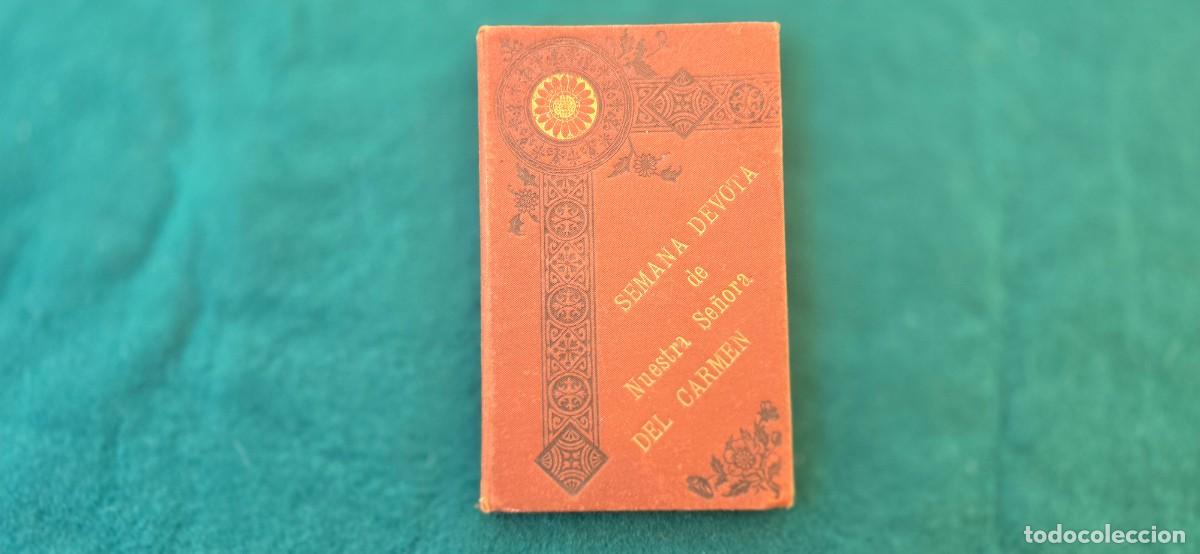 SEMANA DEVOTA
de
Nuestra Señora
DEL CARMEN
todocoleccion